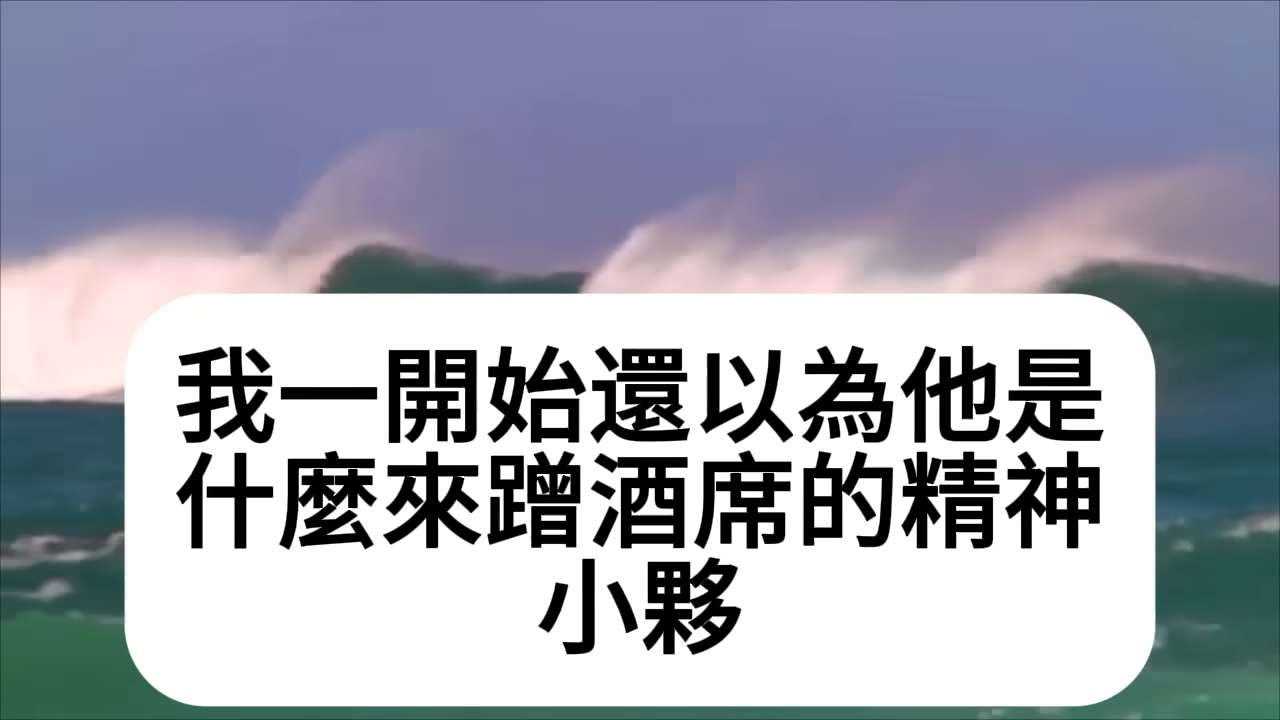 我一開始還以為他是
什麼來蹭酒席的精神
小夥